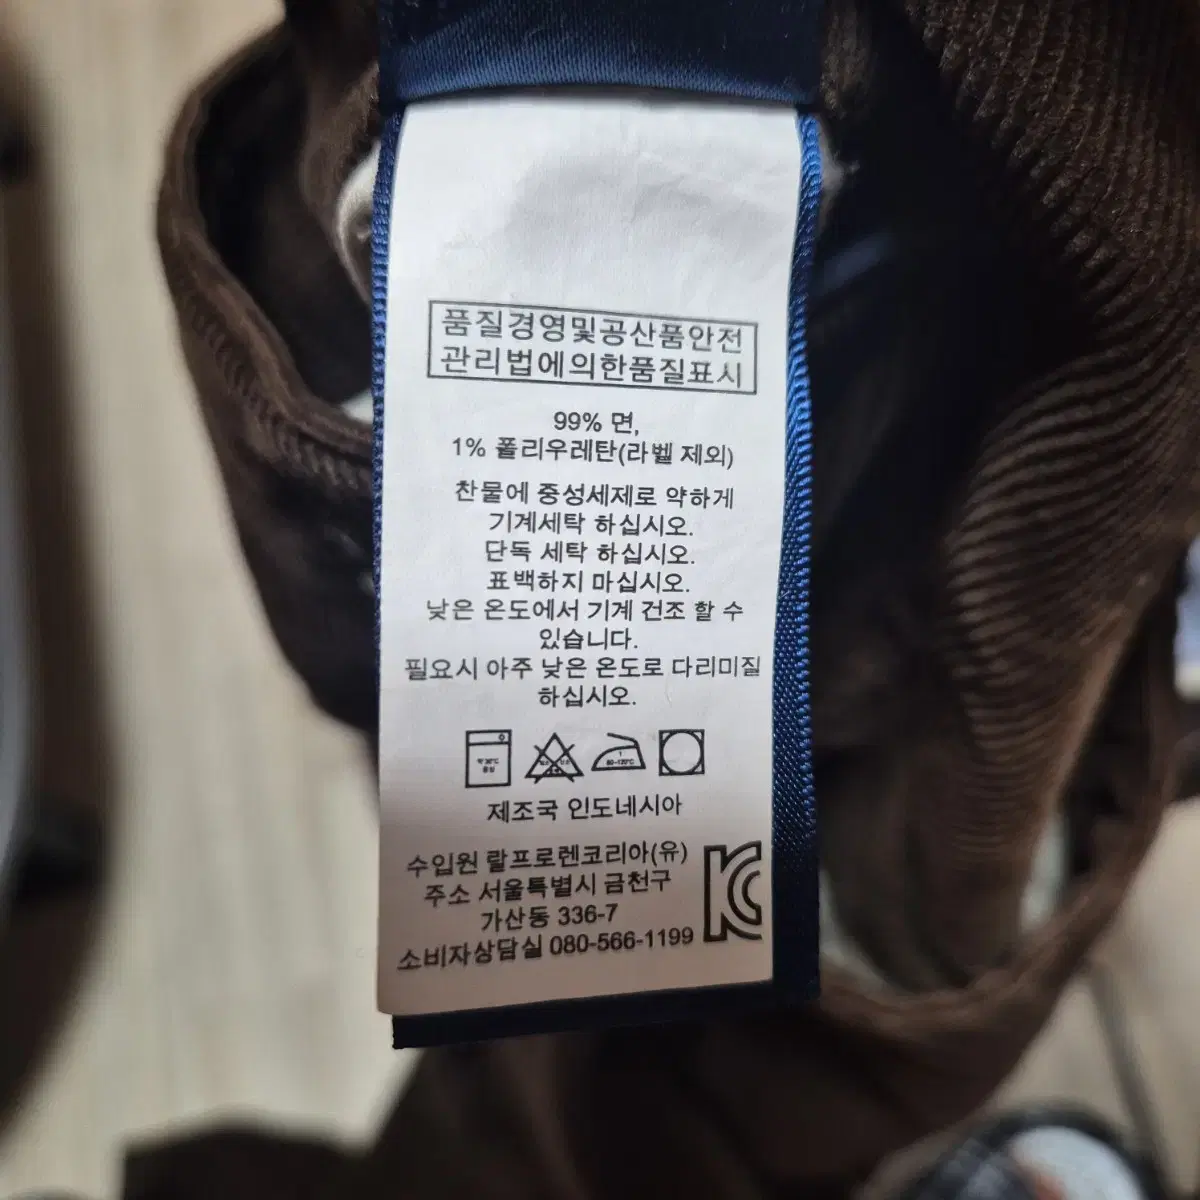 품질경영및공산품안전
관리법에의한품질표시
99% 면,
1% 폴리우레탄(라벨 제외)
찬물에 중성세제로 약하게
기계세탁 하십시오.
단독 세탁 하십시오.
표백하지 마십시오.
낮은 온도에서 기계 건조 할 수
있습니다.
필요시 아주 낮은 온도로 다리미질
하십시오.
제조국 인도네시아
수입원 랄프로렌코리아(유)
주소 서울특별시 금천구
가산동 336-7
소비자상담실 080-566-1199